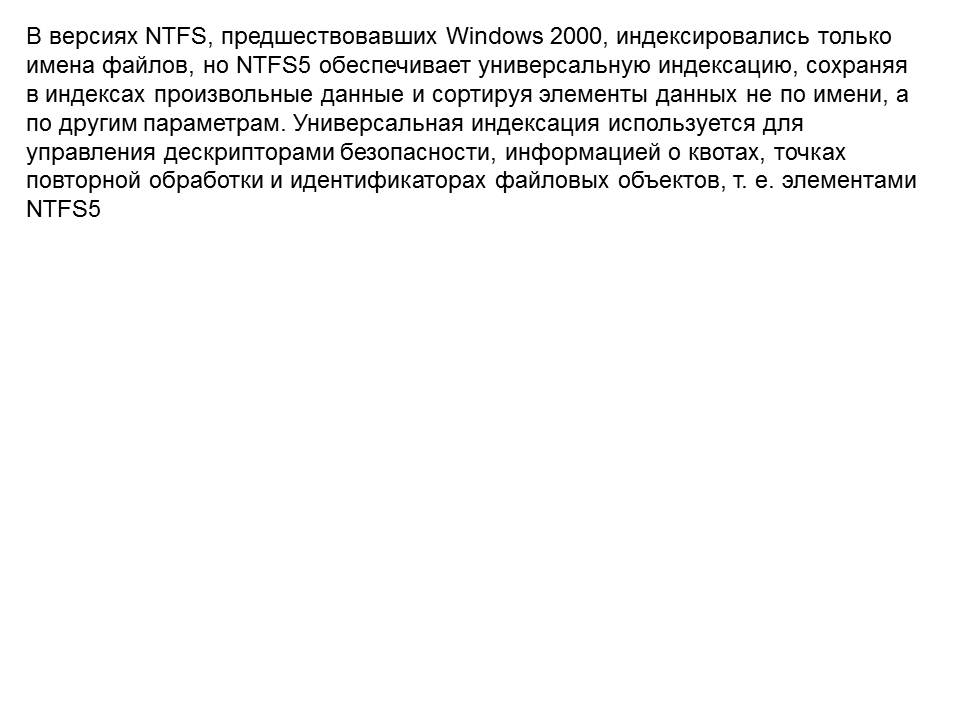 В версиях NTFS, предшествовавших Windows 2000, индексировались только
имена файлов, но NTFS5 обеспечивает универсальную индексацию, сохраняя
в индексах произвольные данные и сортируя элементы данных не по имени, а
по другим параметрам. Универсальная индексация используется для
управления дескрипторами безопасности, информацией о квотах, точках
повторной обработки и идентификаторах файловых объектов, т. е. элементами
NTFS5